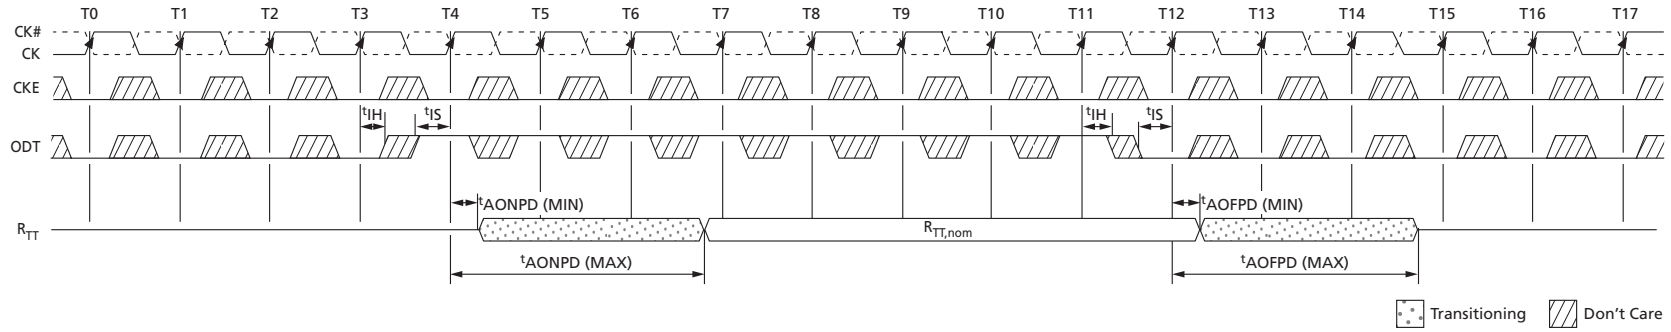 T0 T1 T2 T3 T4 T5 T6 T7 T8 T9 T10 T11 T12 T13 T14 T15 T16 T17
CK#
CK
CKE
tIH tIS tIH tIS
ODT
tAONPD (MIN) tAOFPD (MIN)
RTT RTT,nom
tAONPD (MAX) tAOFPD (MAX)
Transitioning Don't Care